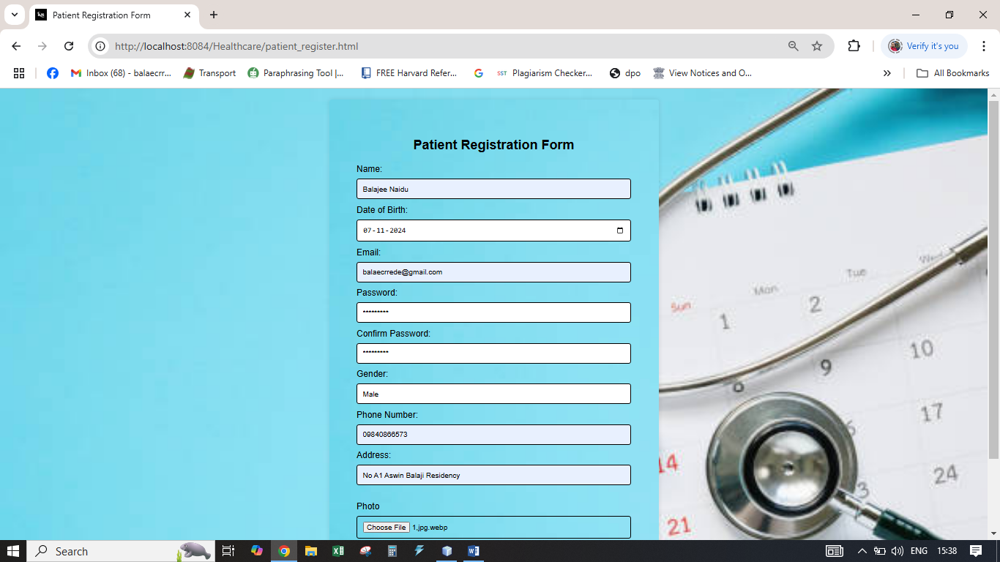 Patient Registration Form
http://localhost:8084/Healthcare/patient_register.html
Verify it's you
Inbox (68) - balaecrr...
Transport
Paraphrasing Tool |...
FREE Harvard Refer...
SST
Plagiarism Checker...
dpo
View Notices and O...
All Bookmarks
Patient Registration Form
Name:
Balajee Naidu
Date of Birth:
07-11-2024
Email:
balaecrrede@gmail.com
Password:
*********
Confirm Password:
*********
Gender:
Male
Phone Number:
09840866573
Address:
No A1 Aswin Balaji Residency
Photo
Choose File 1.jpg.webp
Sun Mon Tue Wed
1 2
8 9 10
17
14
24
21
Search
ENG 15:38